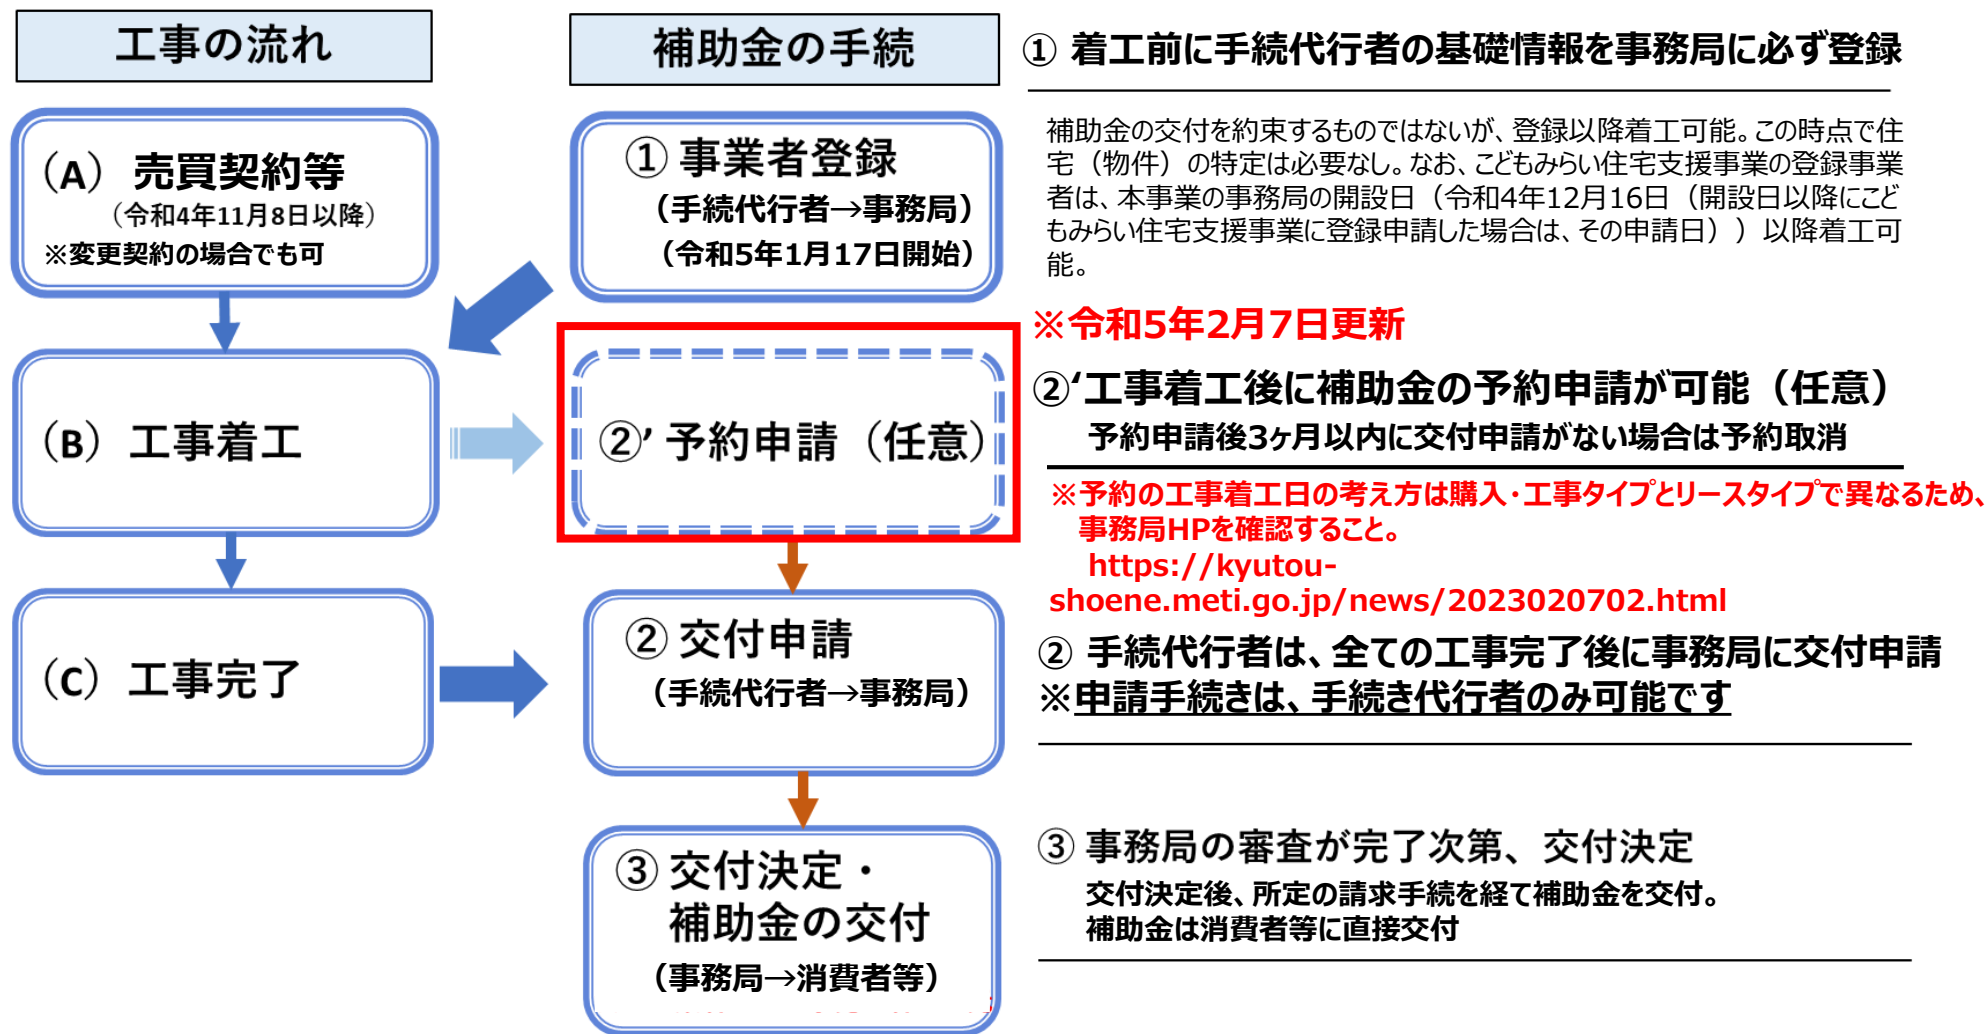 工事の流れ
(A) 売買契約等
(令和4年11月8日以降)
※変更契約の場合でも可
(B) 工事着工
(C) 工事完了
補助金の手続
① 事業者登録
(手続代行者→事務局)
(令和5年1月17日開始)
②’ 予約申請(任意)
② 交付申請
(手続代行者→事務局)
③ 交付決定・
補助金の交付
(事務局→消費者等)
① 着工前に手続代行者の基礎情報を事務局に必ず登録
補助金の交付を約束するものではないが、登録以降着工可能。この時点で住
宅(物件)の特定は必要なし。なお、こどもみらい住宅支援事業の登録事業
者は、本事業の事務局の開設日(令和4年12月16日(開設日以降にこど
もみらい住宅支援事業に登録申請した場合は、その申請日))以降着工可
能。
※令和5年2月7日更新
②‘工事着工後に補助金の予約申請が可能(任意)
予約申請後3ヶ月以内に交付申請がない場合は予約取消
※予約の工事着工日の考え方は購入・工事タイプとリースタイプで異なるため、
事務局HPを確認すること。
https://kyutou-
shoene.meti.go.jp/news/2023020702.html
② 手続代行者は、全ての工事完了後に事務局に交付申請
※申請手続きは、手続き代行者のみ可能です
③ 事務局の審査が完了次第、交付決定
交付決定後、所定の請求手続を経て補助金を交付。
補助金は消費者等に直接交付